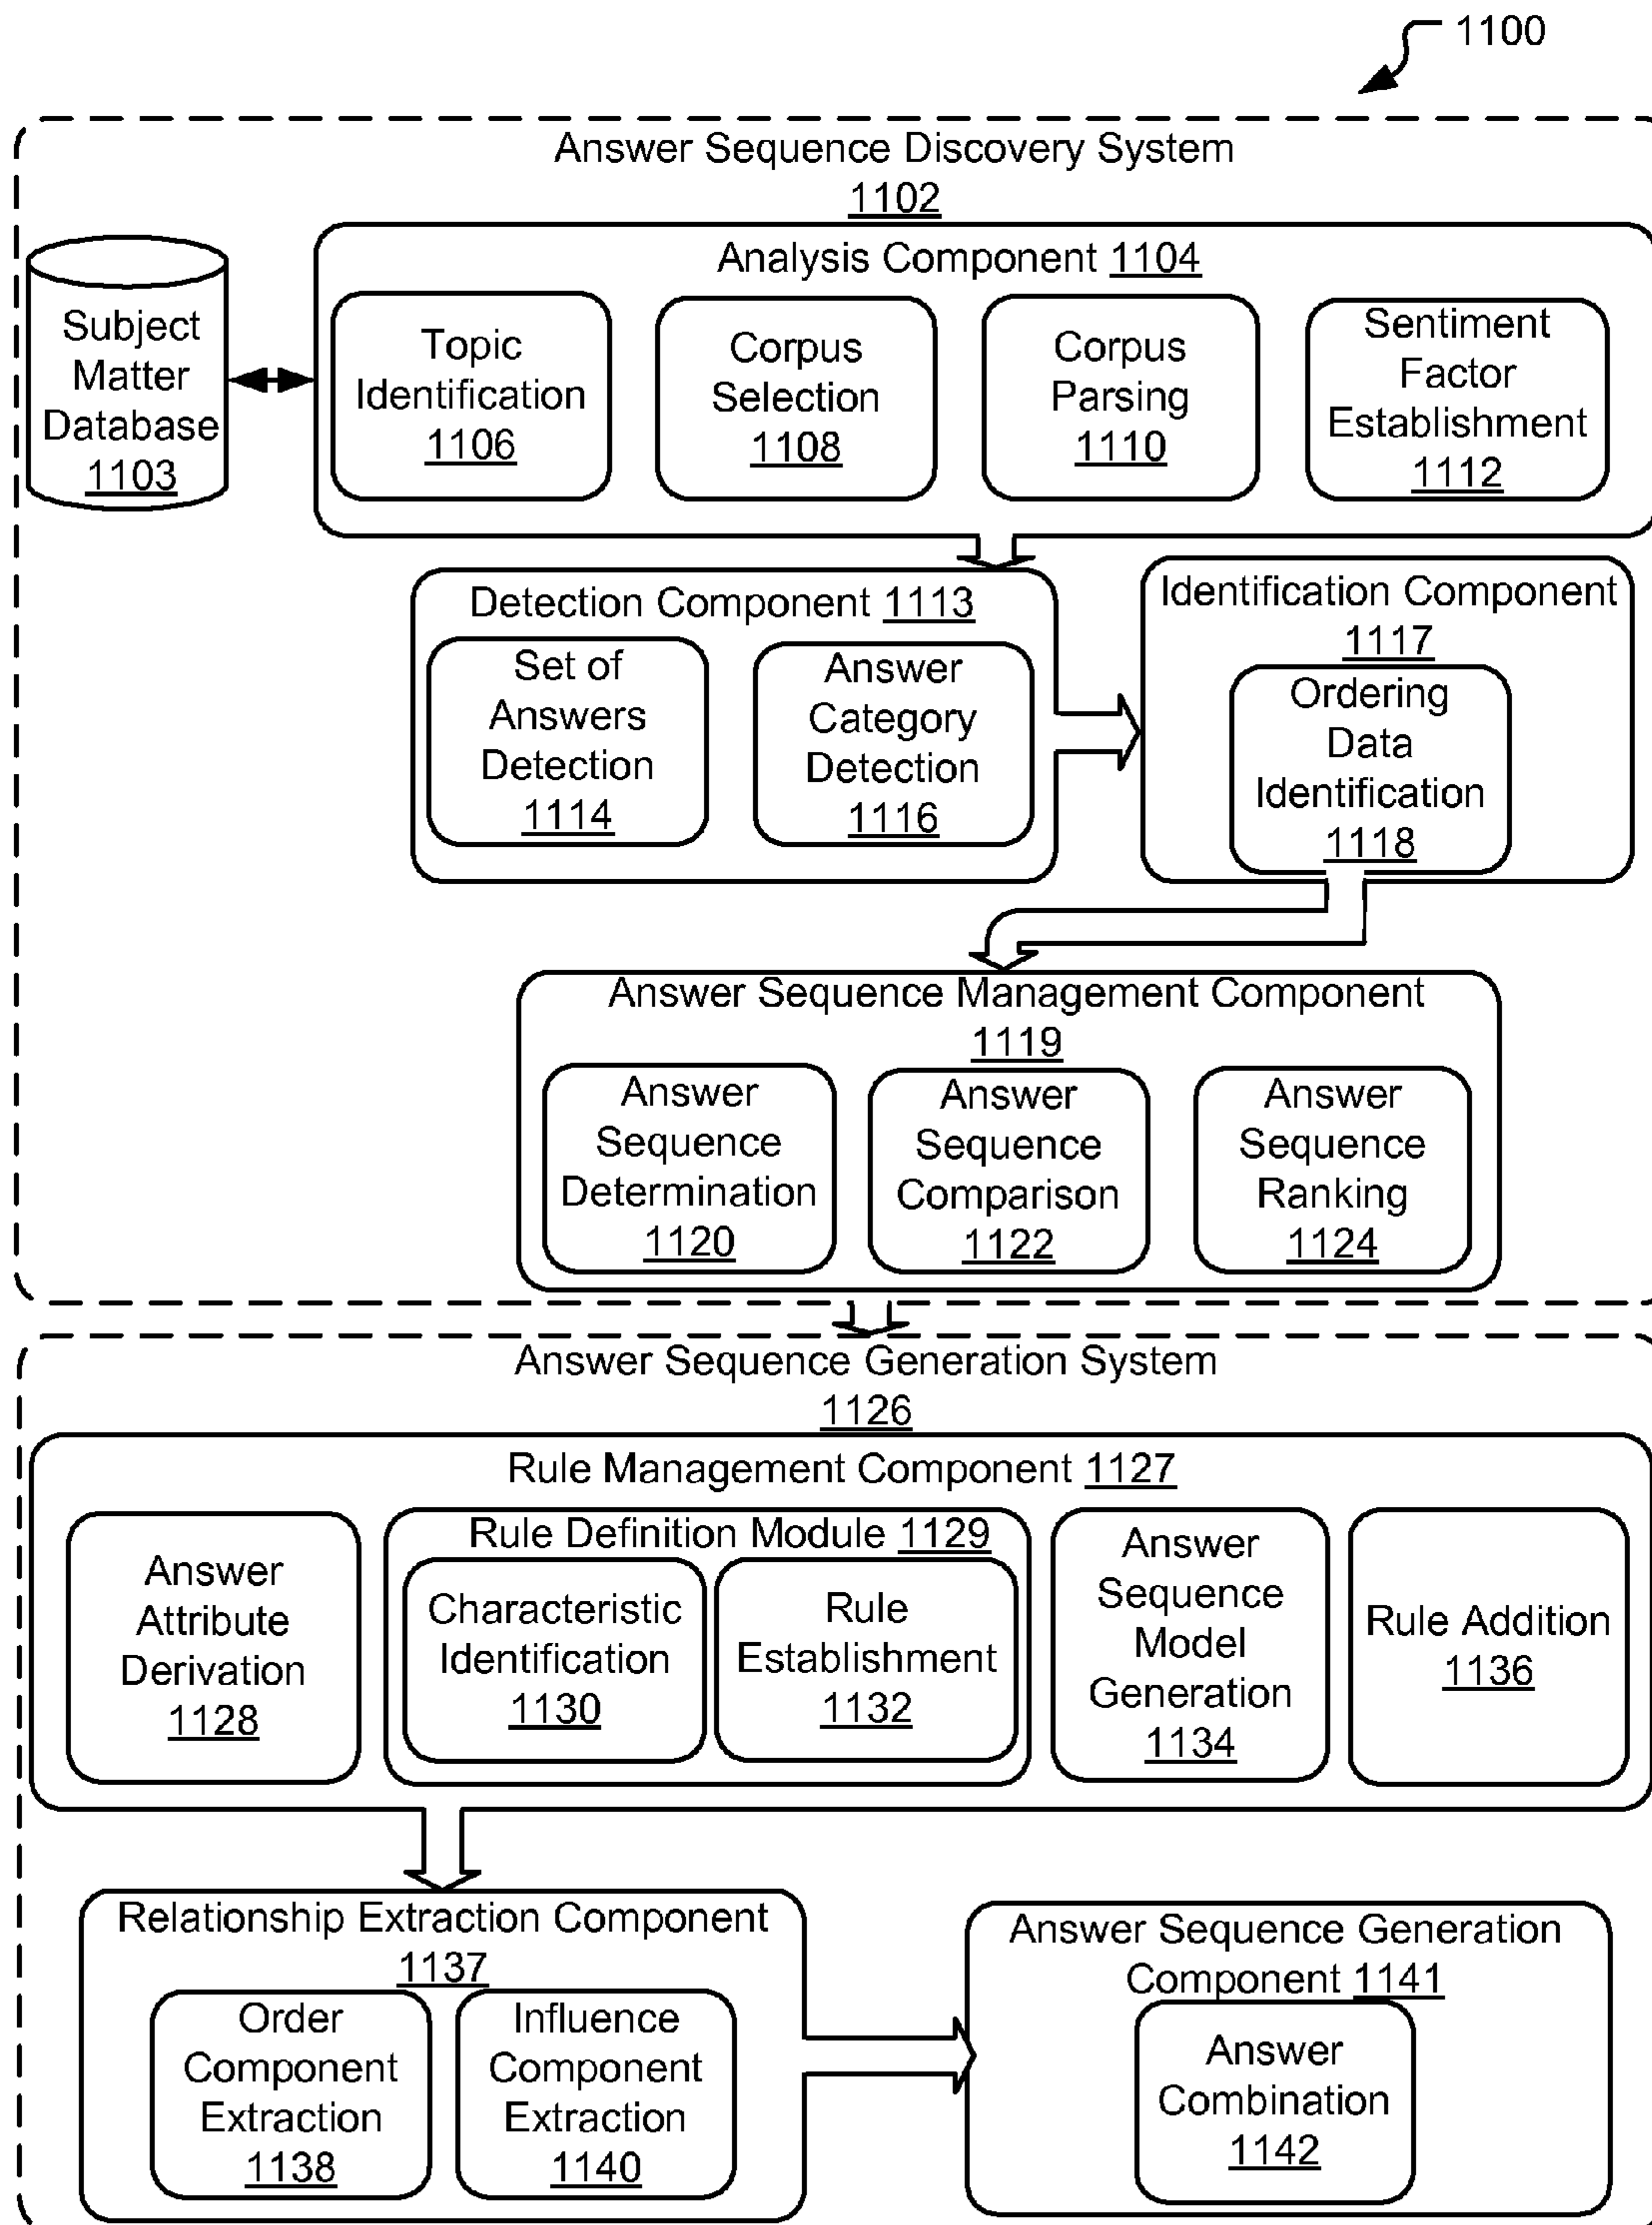 1100
Answer Sequence Discovery System
1102
Subject
Matter
Database
1103
Analysis Component 1104
Topic
Identification
1106
Corpus
Selection
1108
Corpus
Parsing
1110
Sentiment
Factor
Establishment
1112
Detection Component 1113
Set of
Answers
Detection
1114
Answer
Category
Detection
1116
Identification Component
1117
Ordering
Data
Identification
1118
Answer Sequence Management Component
1119
Answer
Sequence
Determination
1120
Answer
Sequence
Comparison
1122
Answer
Sequence
Ranking
1124
Answer Sequence Generation System
1126
Rule Management Component 1127
Answer
Attribute
Derivation
1128
Rule Definition Module 1129
Characteristic
Identification
1130
Rule
Establishment
1132
Answer
Sequence
Model
Generation
1134
Rule Addition
1136
Relationship Extraction Component
1137
Order
Component
Extraction
1138
Influence
Component
Extraction
1140
Answer Sequence Generation
Component 1141
Answer
Combination
1142